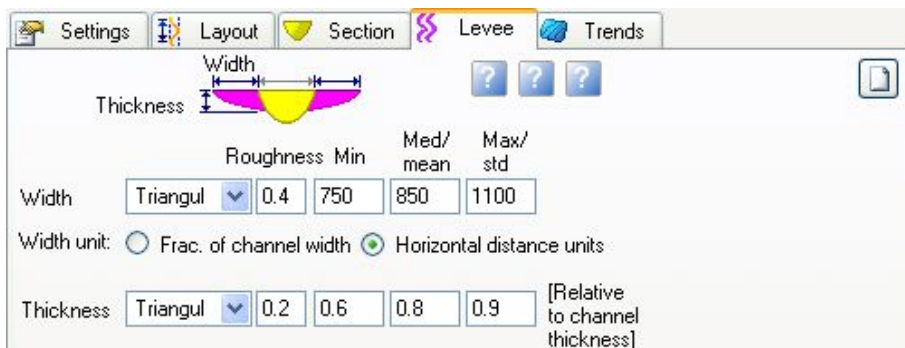 Settings Layout Section Levee Trends
Width
? ? ?
Thickness
Roughness Min Med/ mean Max/ std
Width Triangul 0.4 750 850 1100
Width unit: Frac. of channel width Horizontal distance units
Thickness Triangul 0.2 0.6 0.8 0.9 [Relative
to channel
thickness]